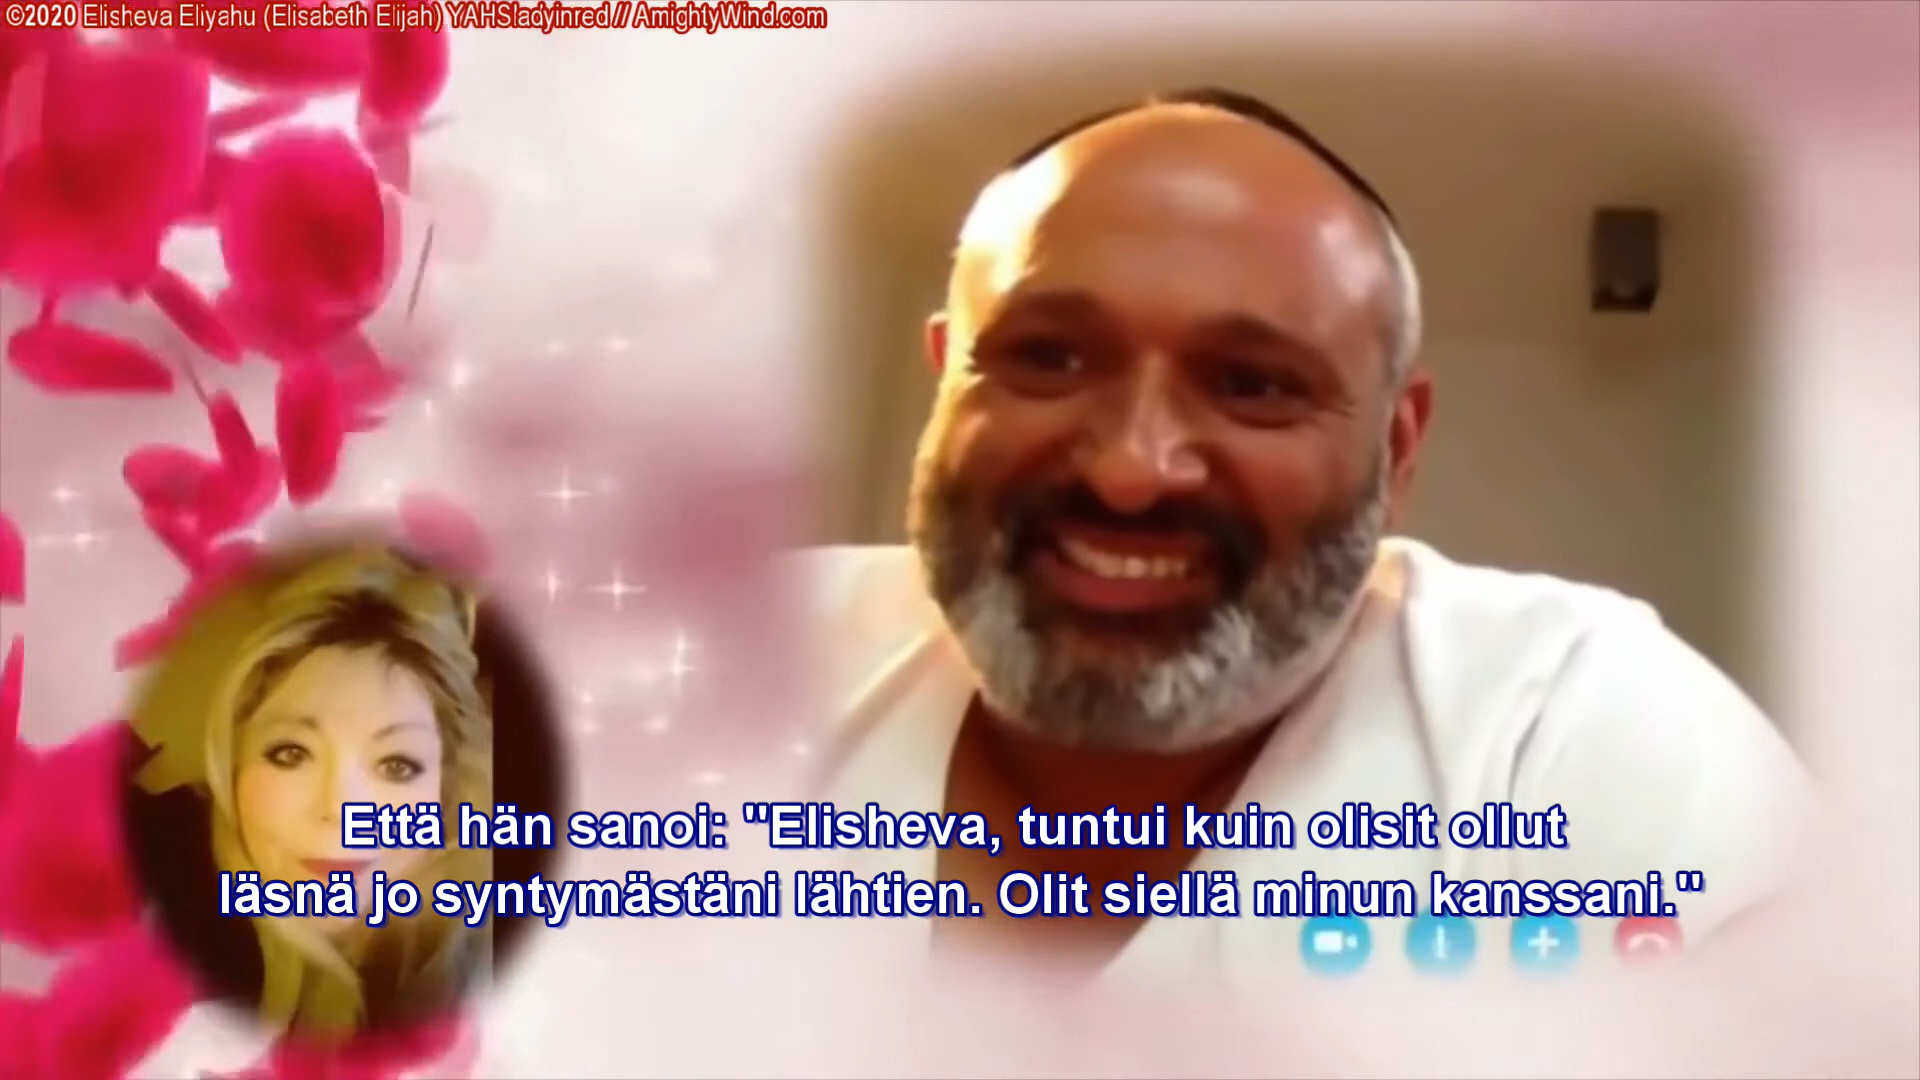 ©2020 Elisheva Eliyahu (Elisabeth Elijah) YAHSladyinred // AmightyWind.com
Että hän sanoi: "Elisheva, tuntui kuin olisit ollut
läsnä jo syntymästäni lähtien. Olit siellä minun kanssani."